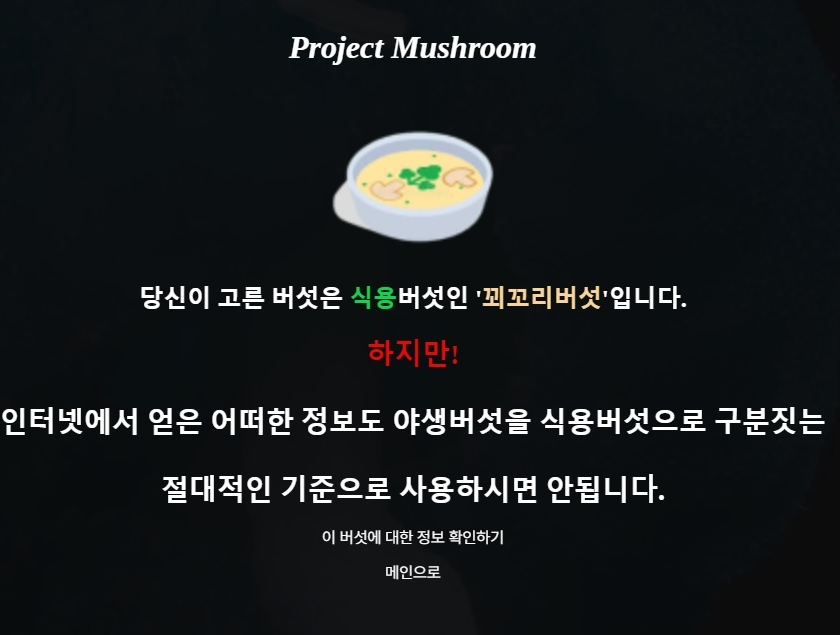 Project Mushroom
당신이 고른 버섯은 식용버섯인 '꾀꼬리버섯'입니다.
하지만!
인터넷에서 얻은 어떠한 정보도 야생버섯을 식용버섯으로 구분짓는
절대적인 기준으로 사용하시면 안됩니다.
이 버섯에 대한 정보 확인하기
메인으로